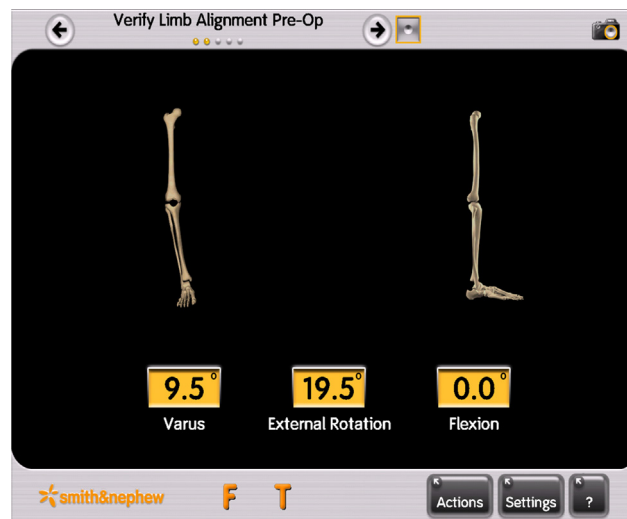 Verify Limb Alignment Pre-Op
9.5° 19.5° 0.0°
Varus External Rotation Flexion
smith&nephew F T Actions Settings ?